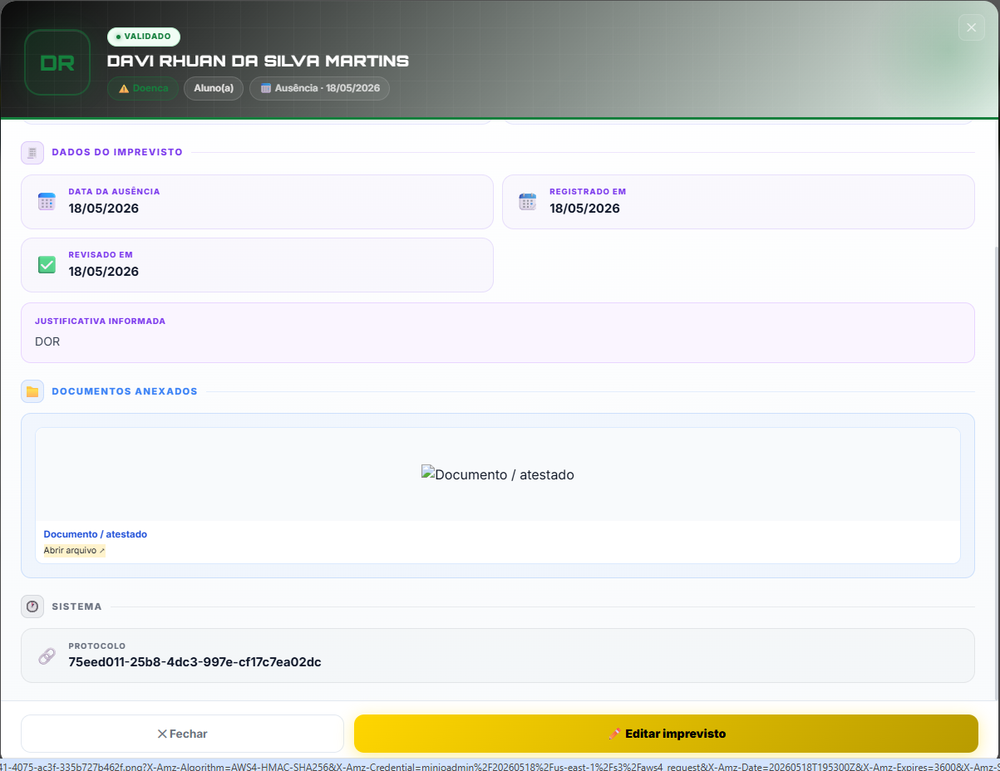 DR
VALIDADO
DAVI RHUAN DA SILVA MARTINS
Doenca
Aluno(a)
Ausência · 18/05/2026
DADOS DO IMPREVISTO
DATA DA AUSÊNCIA
18/05/2026
REGISTRADO EM
18/05/2026
REVISADO EM
18/05/2026
JUSTIFICATIVA INFORMADA
DOR
DOCUMENTOS ANEXADOS
Documento / atestado
Documento / atestado
Abrir arquivo ↗
SISTEMA
PROTOCOLO
75eed011-25b8-4dc3-997e-cf17c7ea02dc
Fechar
Editar imprevisto
41-4075-ac3f-335b727b462f.png?X-Amz-Algorithm=AWS4-HMAC-SHA256&X-Amz-Credential=minioadmin%2F20260518%2Fus-east-1%2Fs3%2Faws4_request&X-Amz-Date=20260518T195300Z&X-Amz-Expires=3600&X-Amz-S